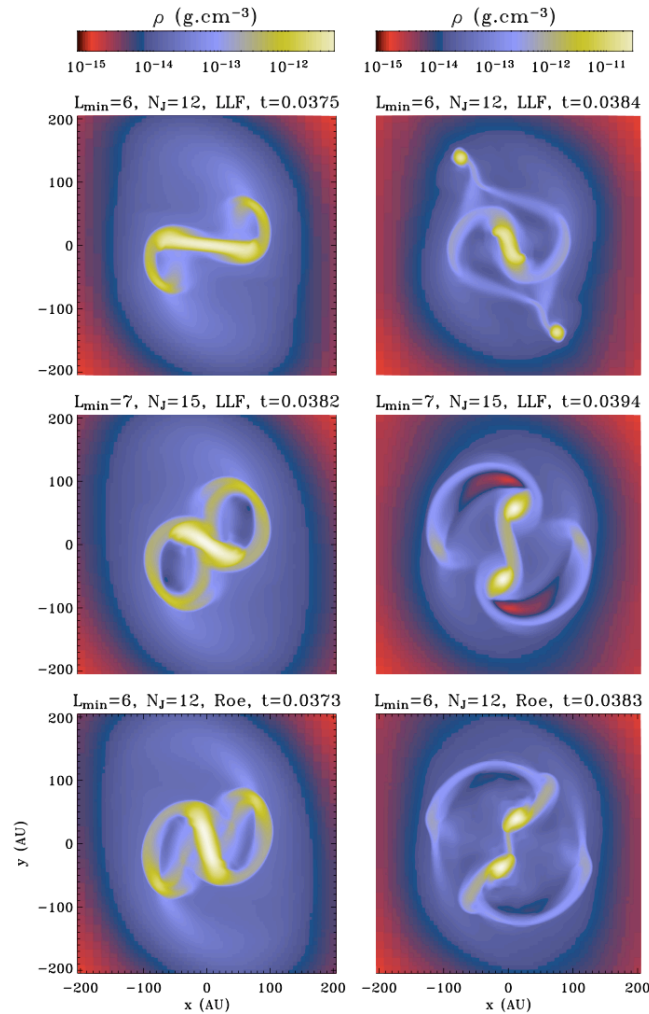 ρ (g.cm⁻³) ρ (g.cm⁻³)
10⁻¹⁵ 10⁻¹⁴ 10⁻¹³ 10⁻¹² 10⁻¹⁵ 10⁻¹⁴ 10⁻¹³ 10⁻¹² 10⁻¹¹
L_min=6, N_J=12, LLF, t=0.0375 L_min=6, N_J=12, LLF, t=0.0384
200
100
0
-100
-200
L_min=7, N_J=15, LLF, t=0.0382 L_min=7, N_J=15, LLF, t=0.0394
200
100
0
-100
-200
L_min=6, N_J=12, Roe, t=0.0373 L_min=6, N_J=12, Roe, t=0.0383
200
100
0
-100
-200
y (AU)
-200 -100 0 100 200 -200 -100 0 100 200
x (AU) x (AU)